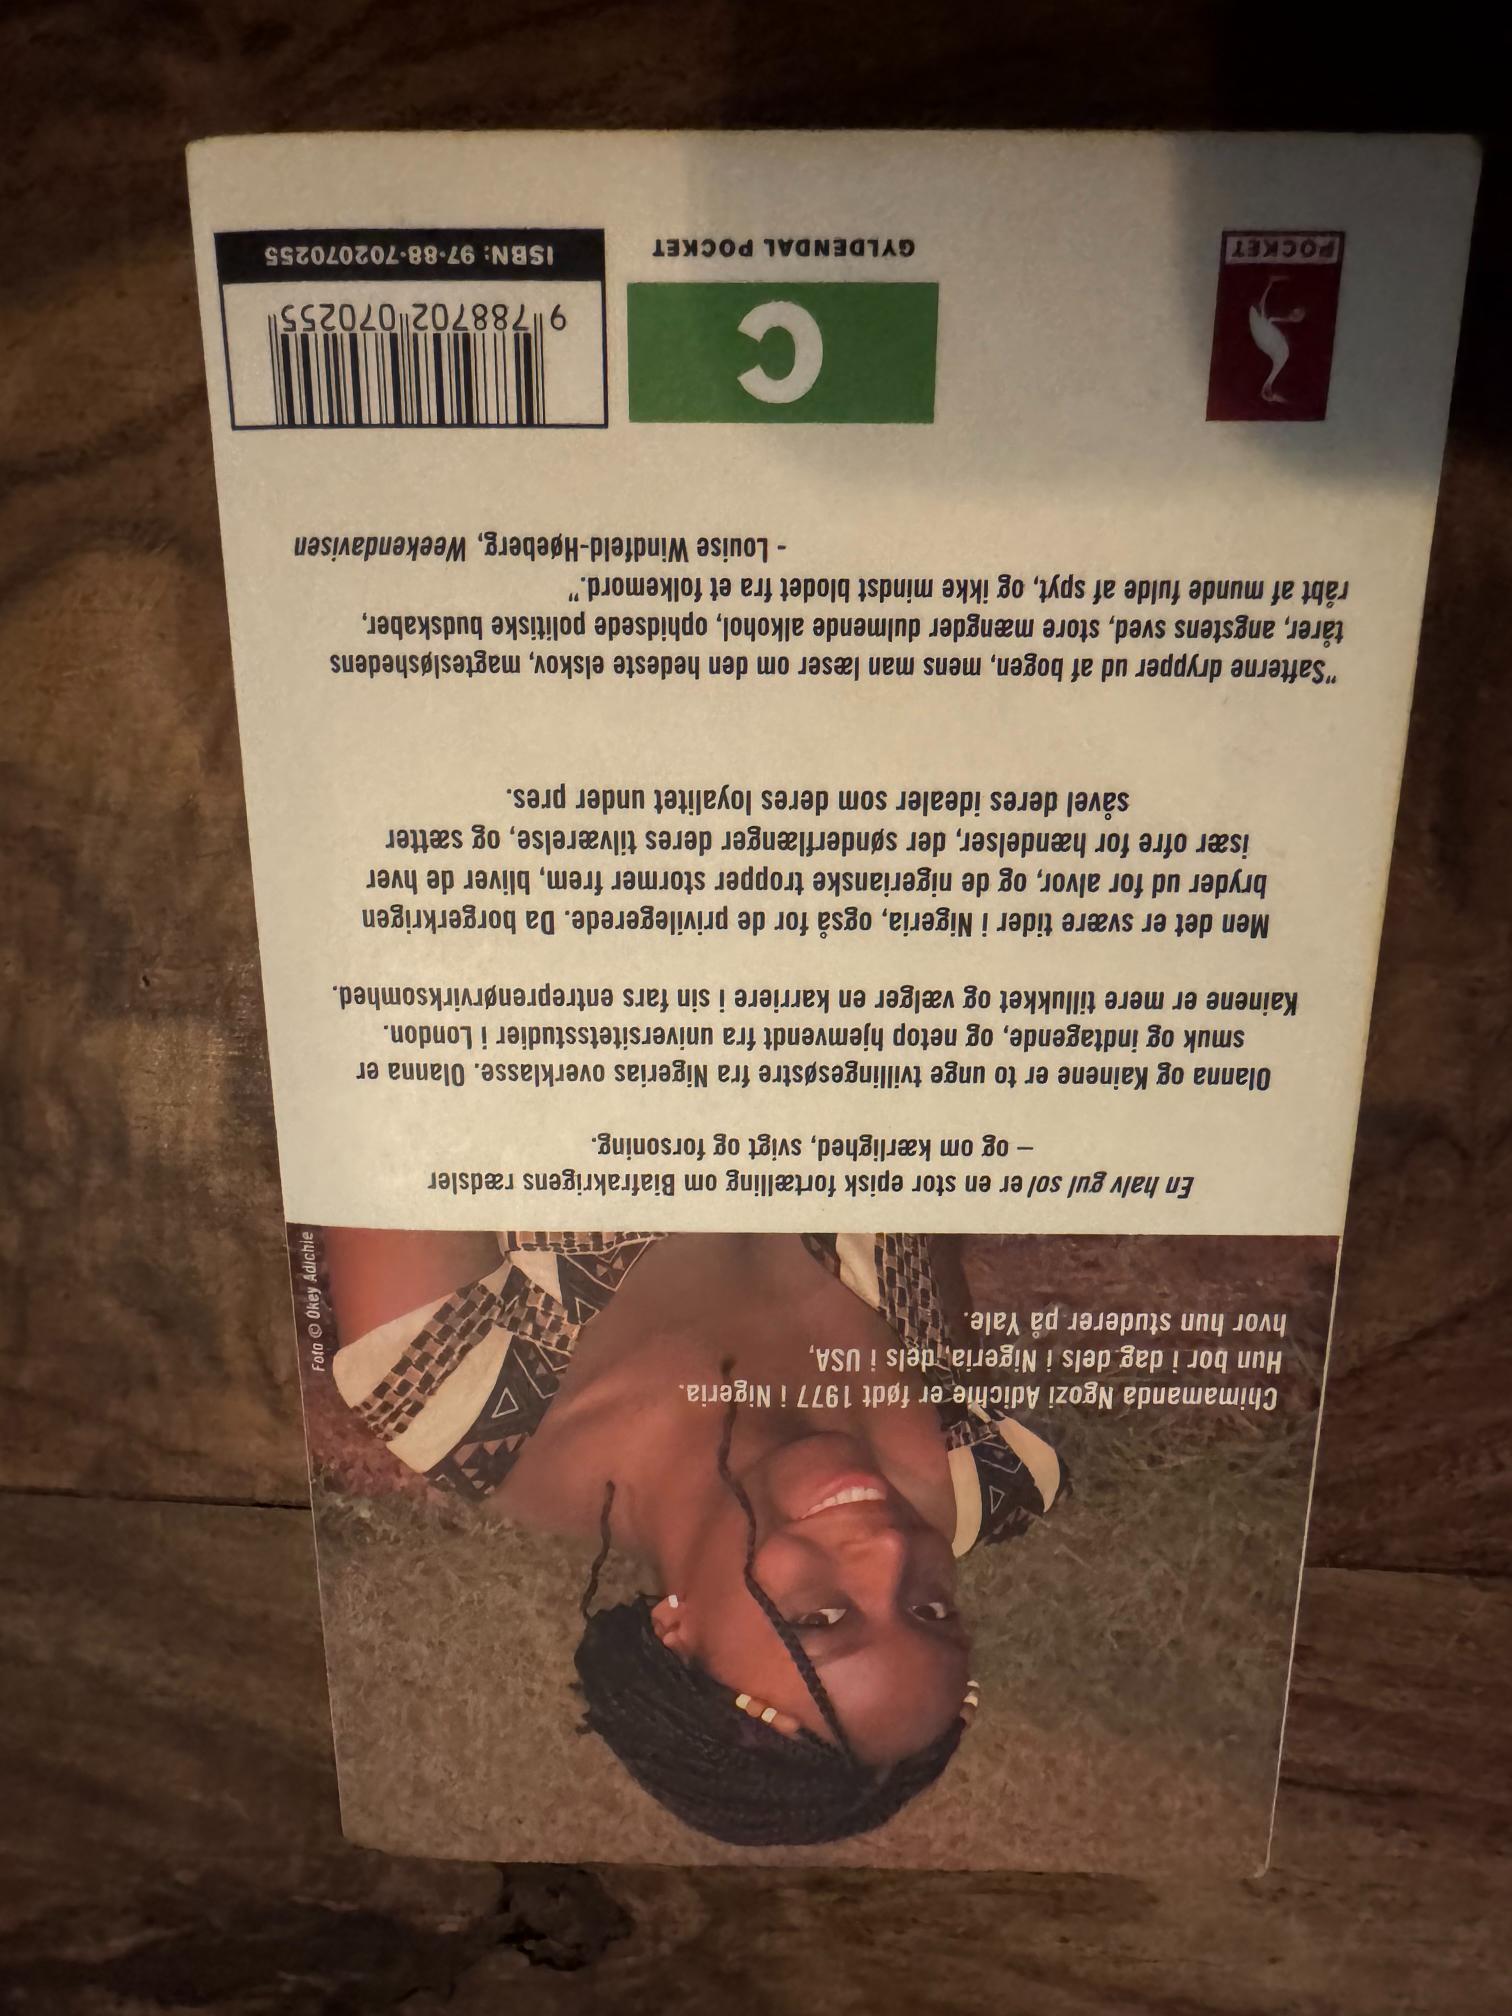 Chimamanda Ngozi Adichie er født 1977 i Nigeria.
Hun bor i dag dels i Nigeria, dels i USA,
hvor hun studerer på Yale.
Foto © Okey Adichie
En halv gul sol er en stor episk fortælling om Biafrakrigens rædsler
– og om kærlighed, svigt og forsoning.
Olanna og Kainene er to unge tvillingesøstre fra Nigerias overklasse. Olanna er
smuk og indtagende, og netop hjemvendt fra universitetsstudier i London.
Kainene er mere tillukket og vælger en karriere i sin fars entreprenørvirksomhed.
Men det er svære tider i Nigeria, også for de privilegerede. Da borgerkrigen
bryder ud for alvor, og de nigerianske tropper stormer frem, bliver de hver
især ofre for hændelser, der sønderflænger deres tilværelse, og sætter
såvel deres idealer som deres loyalitet under pres.
"Safterne drypper ud af bogen, mens man læser om den hedeste elskov, magtesløshedens
tårer, angstens sved, store mængder dulmende alkohol, ophidsede politiske budskaber,
råbt af munde fulde af spyt, og ikke mindst blodet fra et folkemord."
- Louise Windfeld-Høeberg, Weekendavisen
POCKET
C
GYLDENDAL POCKET
9 788702 070255
ISBN: 97-88-702070255